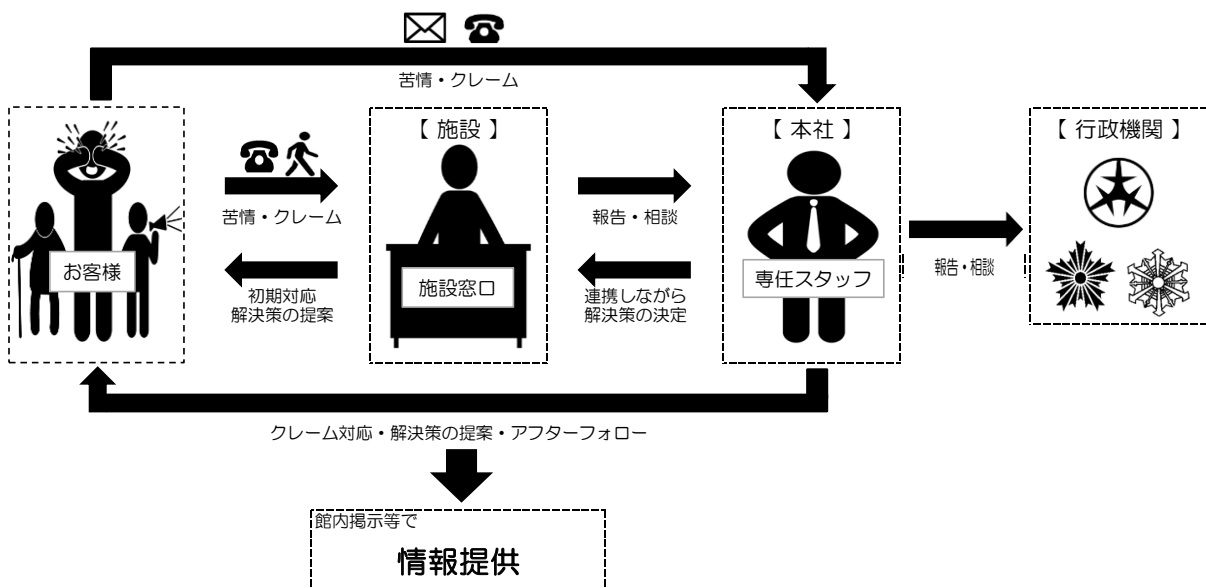 苦情・クレーム
【 施設 】
【 本社 】
【 行政機関 】
苦情・クレーム
報告・相談
報告・相談
お客様
施設窓口
専任スタッフ
初期対応
解決策の提案
連携しながら
解決策の決定
クレーム対応・解決策の提案・アフターフォロー
館内掲示等で
情報提供